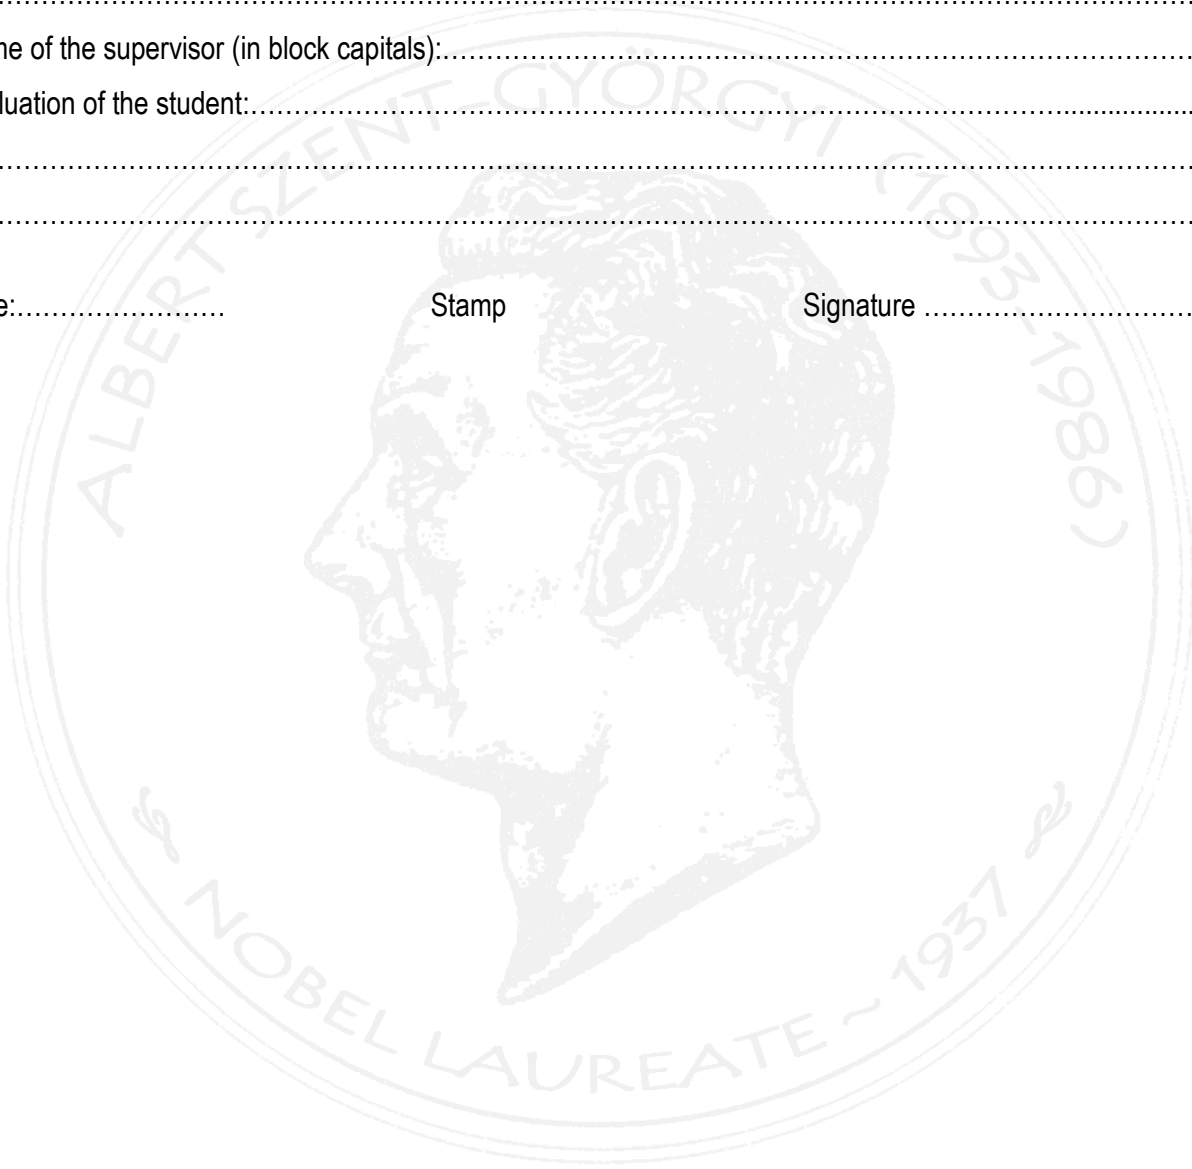 me of the supervisor (in block capitals):…………………………………………………………………………
luation of the student:…………………………………………………………………………...................
e:……………………. Stamp Signature …………………………
ALBERT SZENT-GYÖRGYI (1893-1986)
NOBEL LAUREATE ~ 1937